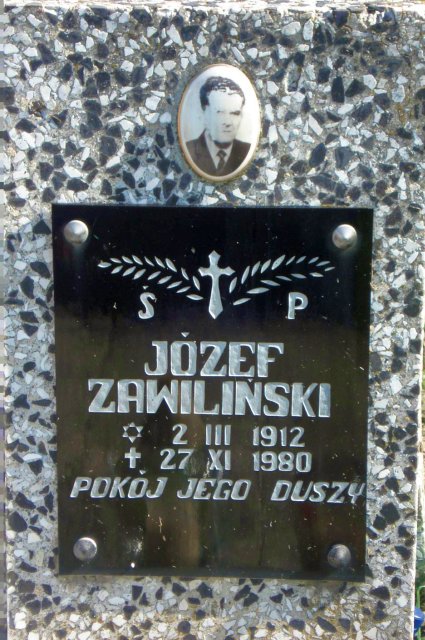 Ś P
JÓZEF
ZAWILIŃSKI
✡ 2 III 1912
✝ 27 XI 1980
POKÓJ JEGO DUSZY